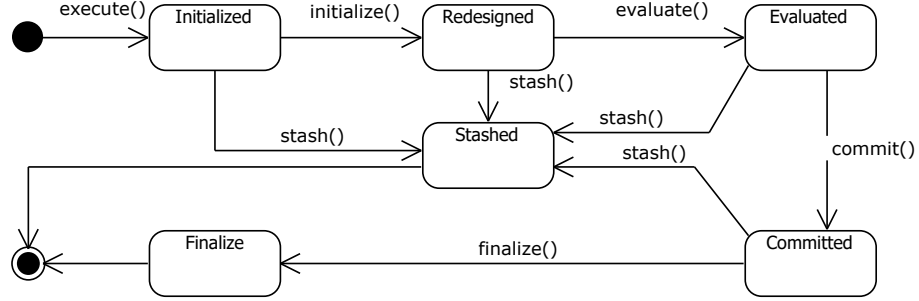 execute()
Initialized
initialize()
Redesigned
evaluate()
Evaluated
stash()
stash()
stash()
Stashed
stash()
commit()
Finalize
finalize()
Committed